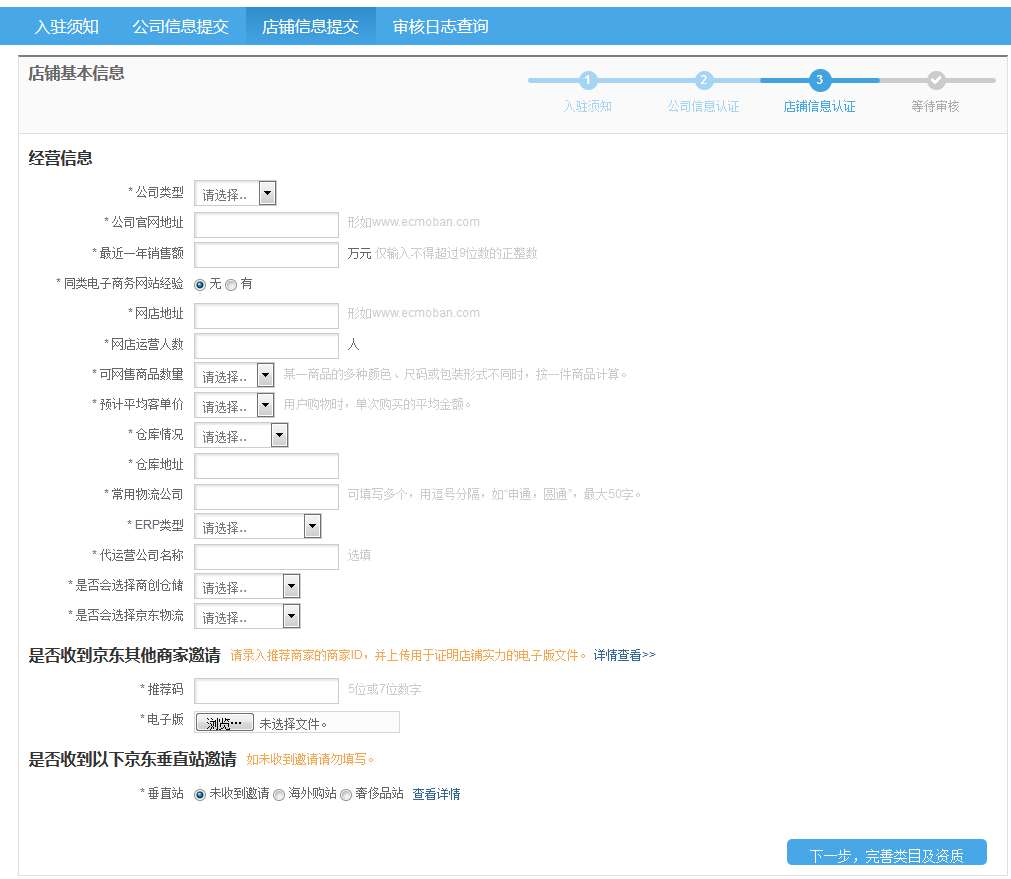 入驻须知 公司信息提交 店铺信息提交 审核日志查询
店铺基本信息
1 2 3
入驻须知 公司信息认证 店铺信息认证 等待审核
经营信息
*公司类型 请选择..
*公司官网地址 形如www.ecmoban.com
*最近一年销售额 万元 仅输入不得超过9位数的正整数
*同类电子商务网站经验 无 有
*网店地址 形如www.ecmoban.com
*网店运营人数 人
*可网售商品数量 请选择.. 某一商品的多种颜色、尺码或包装形式不同时，按一件商品计算。
*预计平均客单价 请选择.. 用户购物时，单次购买的平均金额。
*仓库情况 请选择..
*仓库地址
*常用物流公司 可填写多个，用逗号分隔，如“申通，圆通”，最大50字。
*ERP类型 请选择..
*代运营公司名称 选填
*是否会选择商创仓储 请选择..
*是否会选择京东物流 请选择..
是否收到京东其他商家邀请 请录入推荐商家的商家ID，并上传用于证明店铺实力的电子版文件。 详情查看>>
*推荐码 5位或7位数字
*电子版 浏览… 未选择文件。
是否收到以下京东垂直站邀请 如未收到邀请请勿填写。
*垂直站 未收到邀请 海外购站 奢侈品站 查看详情
下一步，完善类目及资质